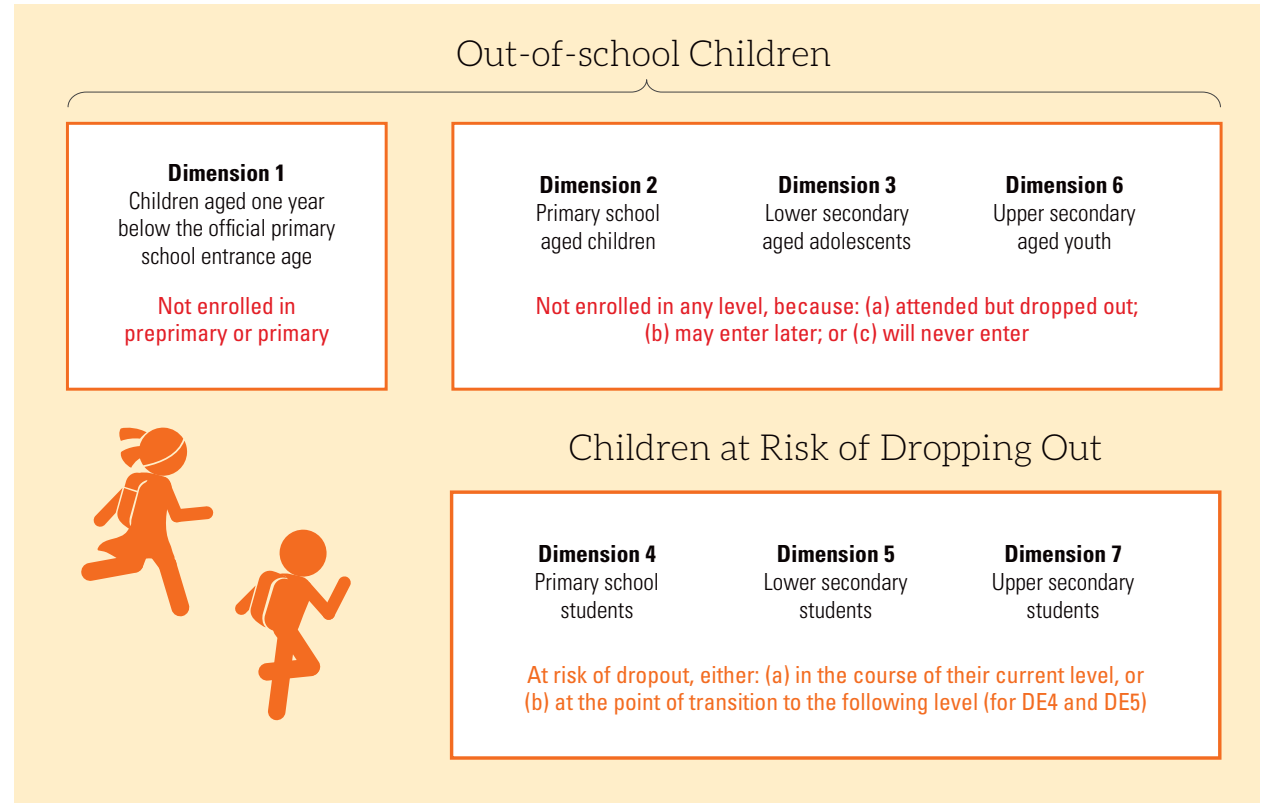 Out-of-school Children
Dimension 1
Children aged one year
below the official primary
school entrance age
Not enrolled in
preprimary or primary
Dimension 2
Primary school
aged children
Dimension 3
Lower secondary
aged adolescents
Dimension 6
Upper secondary
aged youth
Not enrolled in any level, because: (a) attended but dropped out;
(b) may enter later; or (c) will never enter
Children at Risk of Dropping Out
Dimension 4
Primary school
students
Dimension 5
Lower secondary
students
Dimension 7
Upper secondary
students
At risk of dropout, either: (a) in the course of their current level, or
(b) at the point of transition to the following level (for DE4 and DE5)